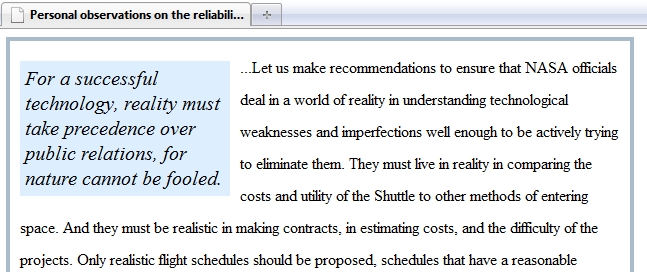 Personal observations on the reliabili...
For a successful
technology, reality must
take precedence over
public relations, for
nature cannot be fooled.
...Let us make recommendations to ensure that NASA officials
deal in a world of reality in understanding technological
weaknesses and imperfections well enough to be actively trying
to eliminate them. They must live in reality in comparing the
costs and utility of the Shuttle to other methods of entering
space. And they must be realistic in making contracts, in estimating costs, and the difficulty of the
projects. Only realistic flight schedules should be proposed, schedules that have a reasonable